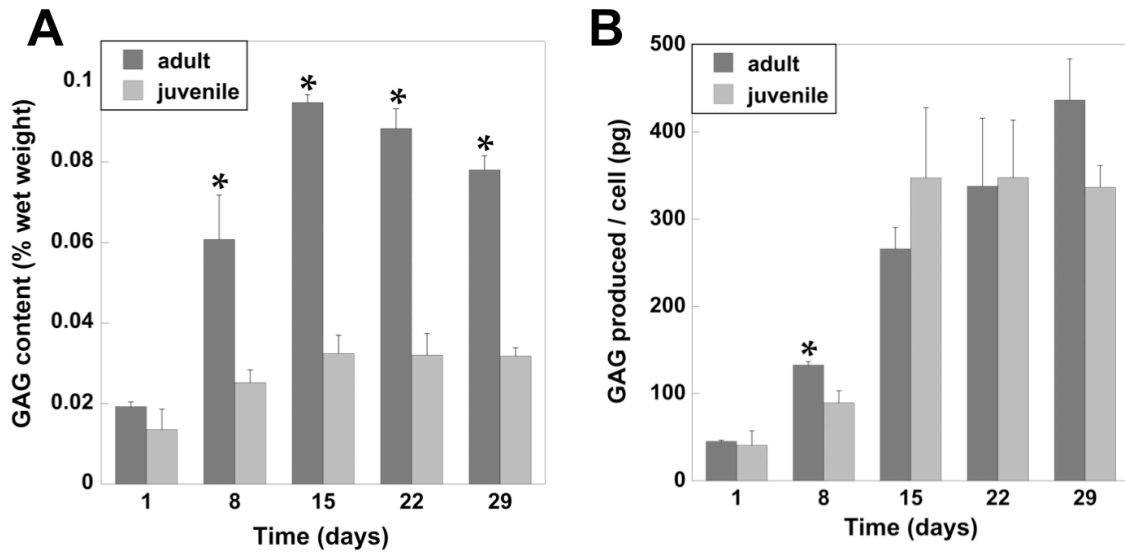 A
adult
juvenile
GAG content (% wet weight)
0.1
0.08
0.06
0.04
0.02
0
* * * *
1 8 15 22 29
Time (days)
B
adult
juvenile
GAG produced / cell (pg)
500
400
300
200
100
0
*
1 8 15 22 29
Time (days)